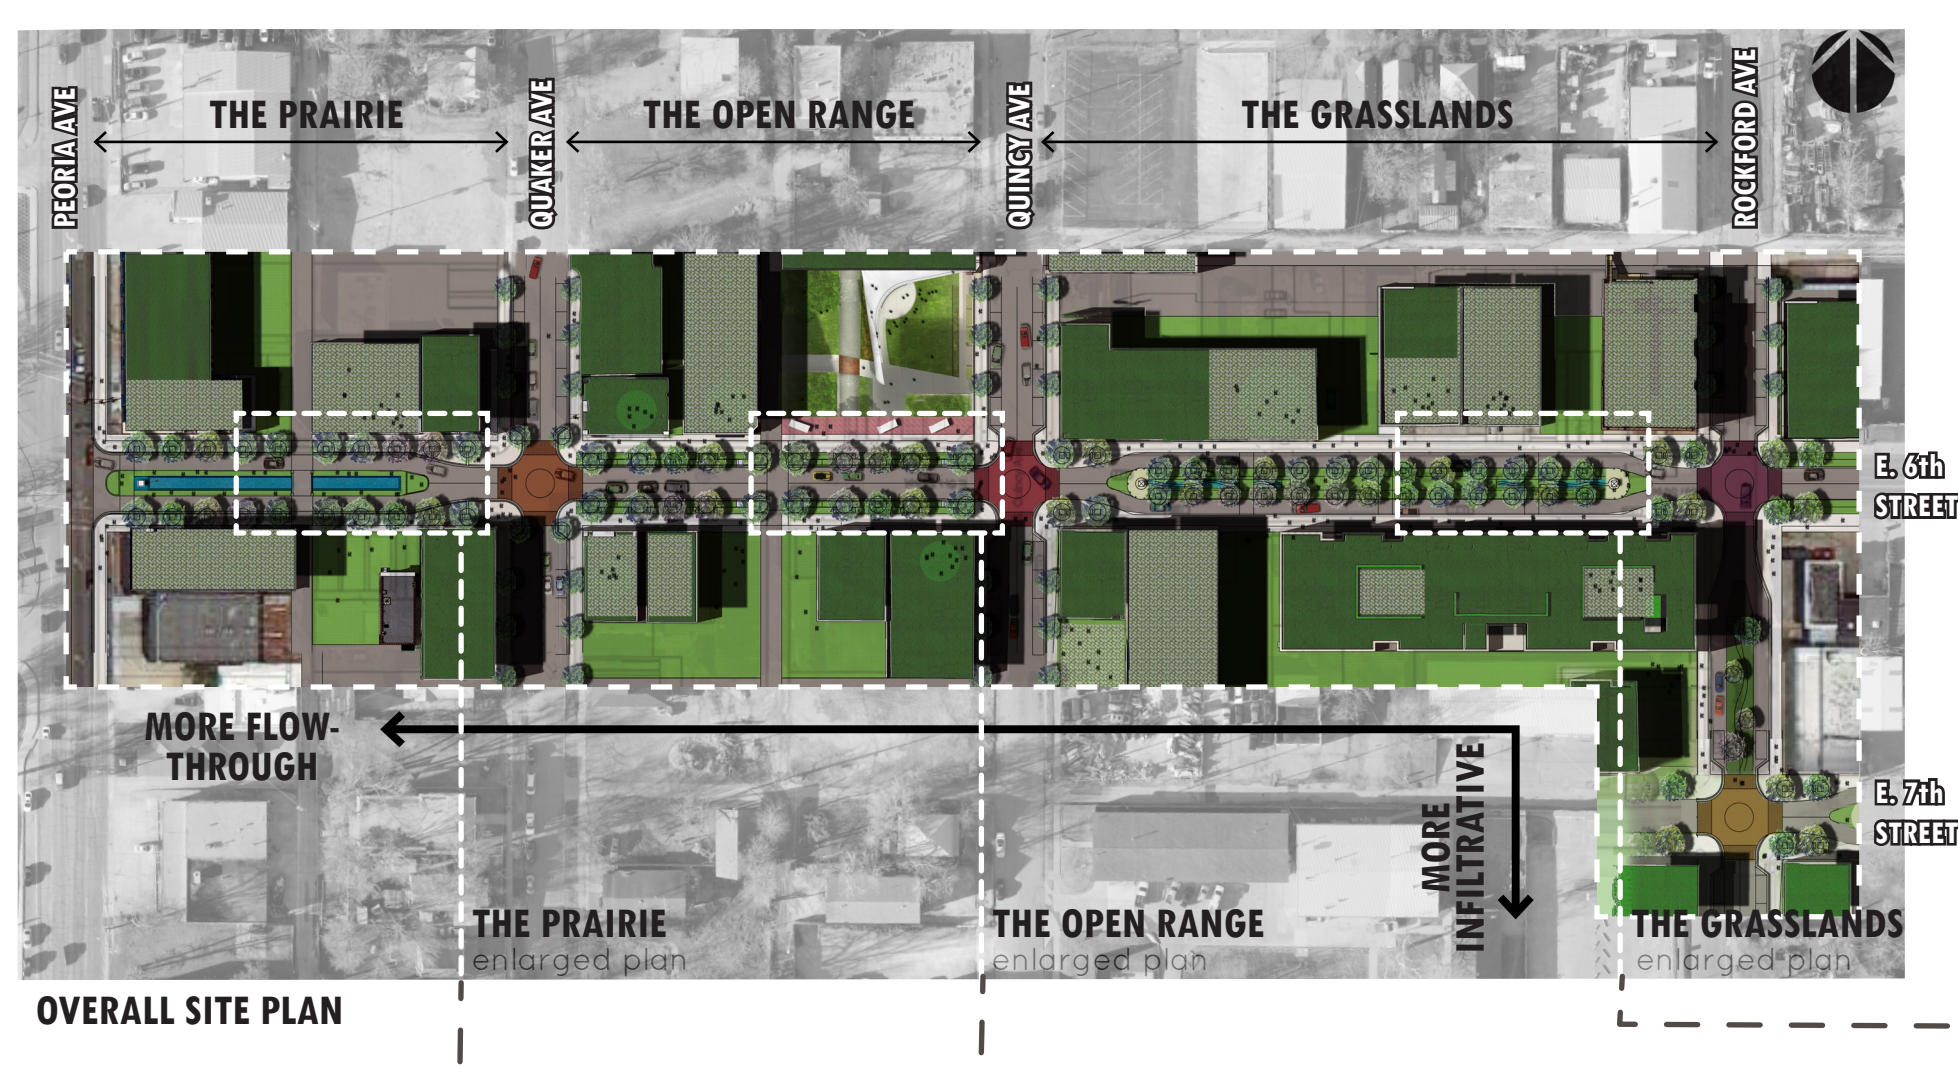 PEORIA AVE
THE PRAIRIE
QUAKER AVE
THE OPEN RANGE
QUINCY AVE
THE GRASSLANDS
ROCKFORD AVE
E. 6th
STREET
MORE FLOW-
THROUGH
MORE
INFILTRATIVE
E. 7th
STREET
THE PRAIRIE
enlarged plan
THE OPEN RANGE
enlarged plan
THE GRASSLANDS
enlarged plan
OVERALL SITE PLAN